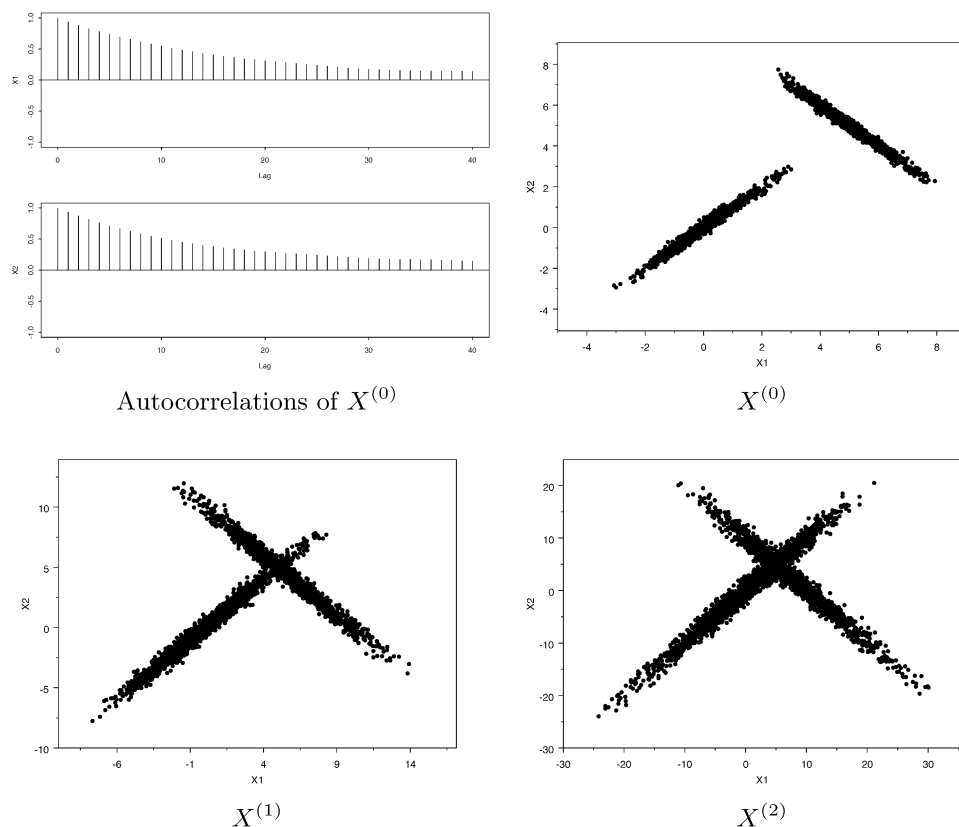 X1
1.0
0.5
0.0
-0.5
-1.0
0 10 20 30 40
Lag
X2
1.0
0.5
0.0
-0.5
-1.0
0 10 20 30 40
Lag
Autocorrelations of X^{(0)}
X2
8
6
4
2
0
-2
-4
-4 -2 0 2 4 6 8
X1
X^{(0)}
X2
10
5
0
-5
-10
-6 -1 4 9 14
X1
X^{(1)}
X2
25
20
10
0
-10
-20
-30
-30 -20 -10 0 10 20 30
X1
X^{(2)}